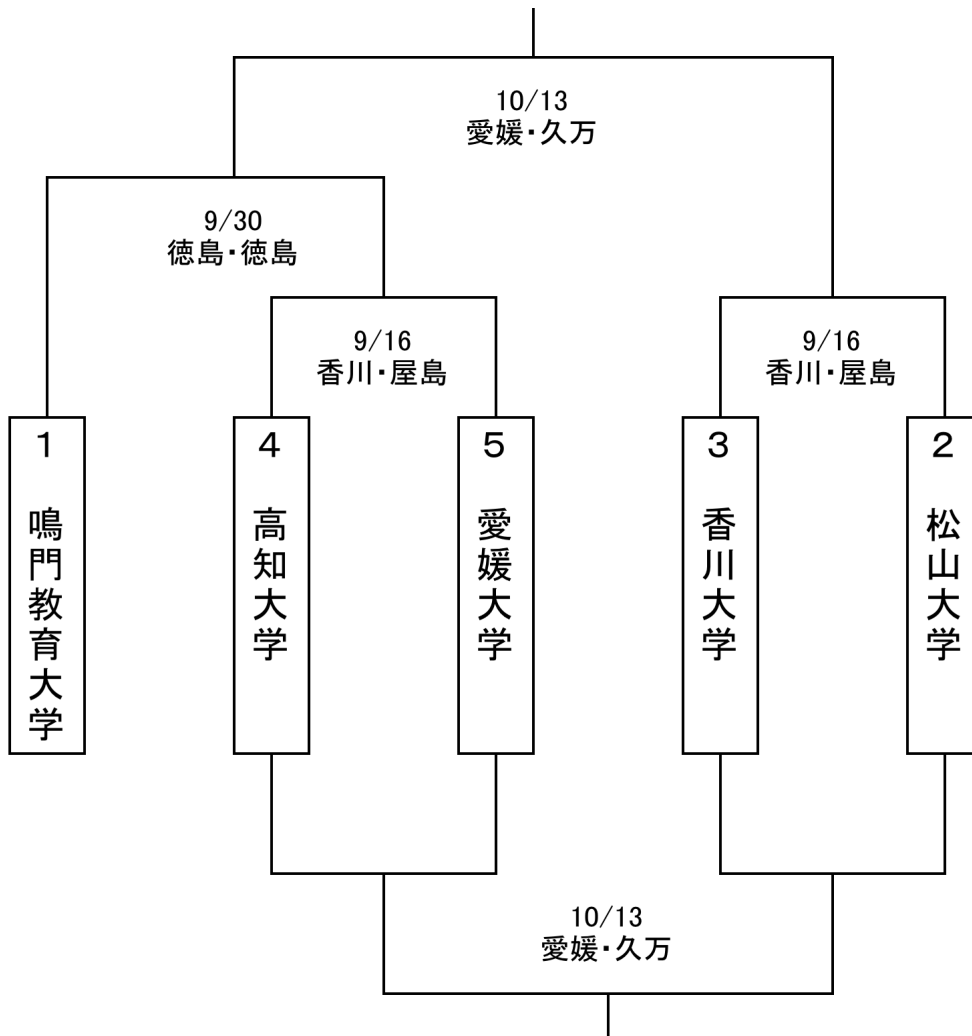 10/13
愛媛・久万
9/30
徳島・徳島
9/16
香川・屋島
9/16
香川・屋島
1
鳴門教育大学
4
高知大学
5
愛媛大学
3
香川大学
2
松山大学
10/13
愛媛・久万